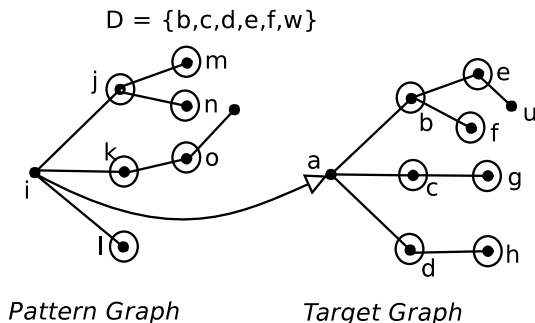 D = {b,c,d,e,f,w}
j
m
n
k
o
i
l
a
b
e
u
f
c
g
d
h
Pattern Graph
Target Graph